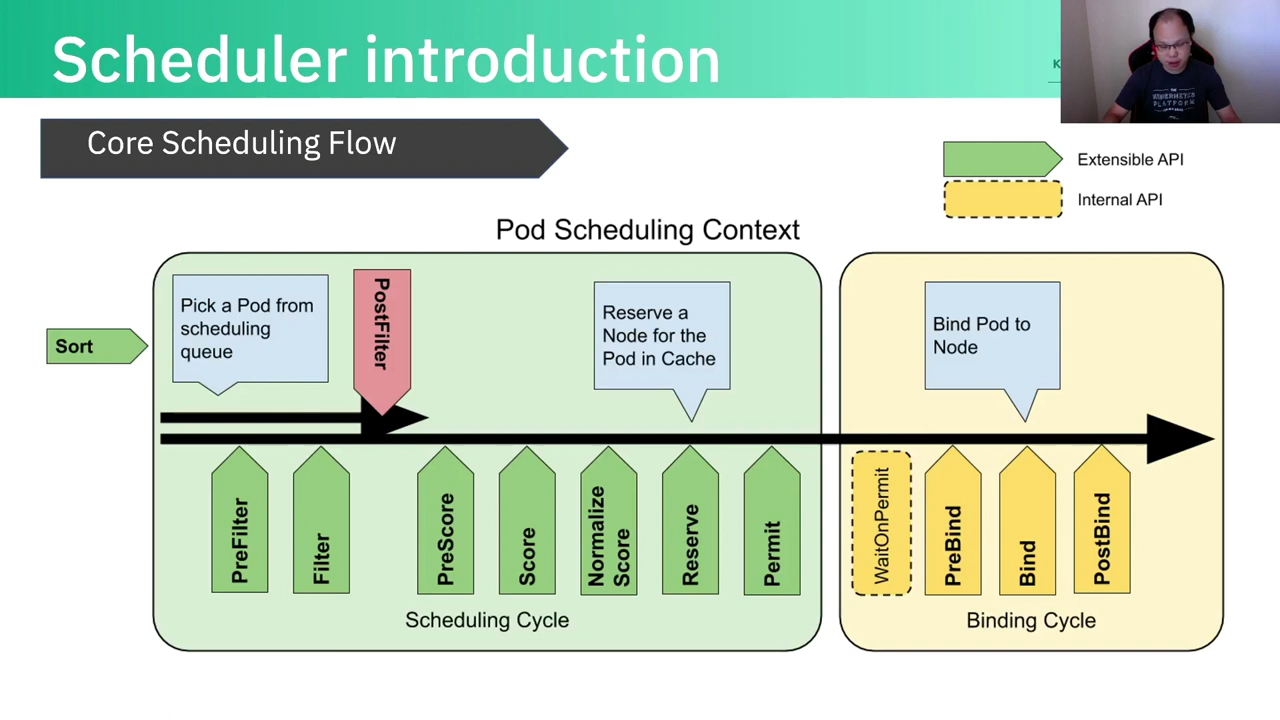 Scheduler introduction
K
Core Scheduling Flow
Extensible API
Internal API
Pod Scheduling Context
Sort
Pick a Pod from
scheduling
queue
PostFilter
Reserve a
Node for the
Pod in Cache
Bind Pod to
Node
PreFilter
Filter
PreScore
Score
Normalize
Score
Reserve
Permit
WaitOnPermit
PreBind
Bind
PostBind
Scheduling Cycle
Binding Cycle
PLATFORM